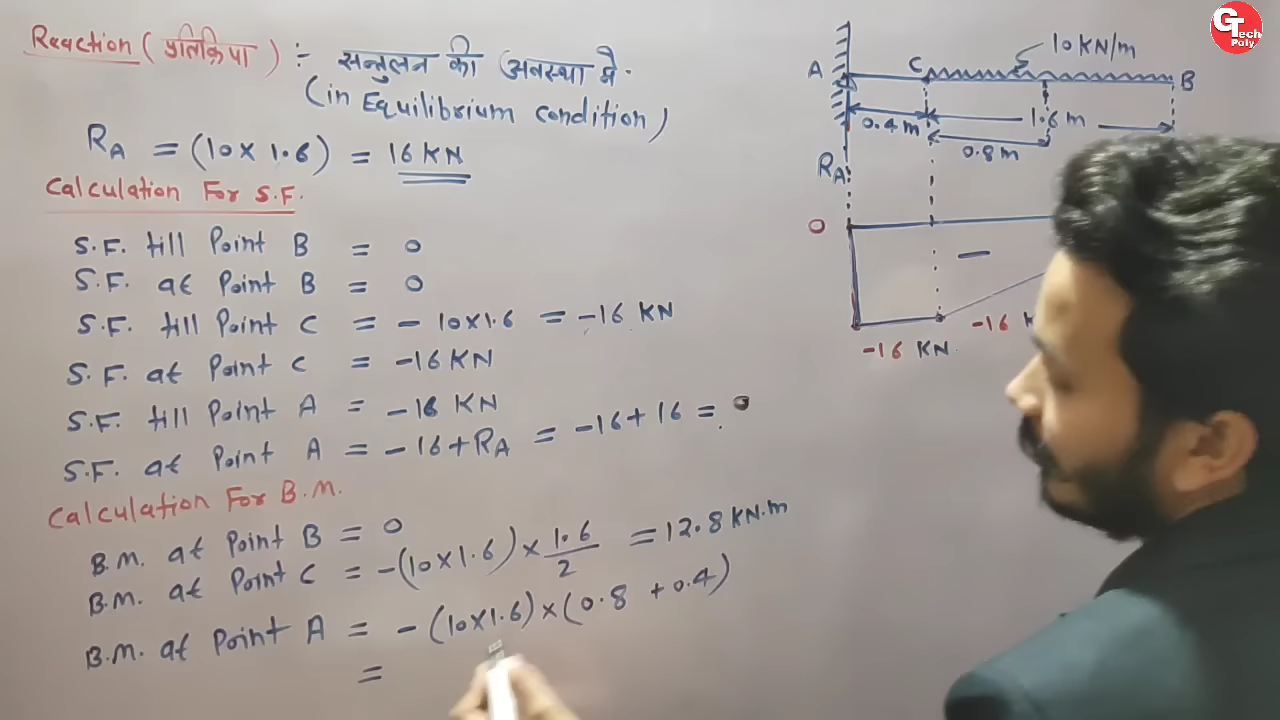 Reaction (प्रतिक्रिया) :- सन्तुलन की अवस्था मे.
(in Equilibrium condition)
RA = (10 × 1.6) = 16 KN
Calculation For S.F.
S.F. till Point B = 0
S.F. at Point B = 0
S.F. till Point C = - 10×1.6 = -16 KN
S.F. at Point C = -16 KN
S.F. till Point A = -16 KN
S.F. at Point A = -16+RA = -16+16 = 0
Calculation For B.M.
B.M. at Point B = 0
B.M. at Point C = -(10×1.6) × 1.6/2 = 12.8 KN.m
B.M. at Point A = -(10×1.6)×(0.8 +0.4)
=
GTech Poly
10 KN/m
A C B
0.4 m 1.6 m
0.8 m
RA
0
-
-16 KN. -16